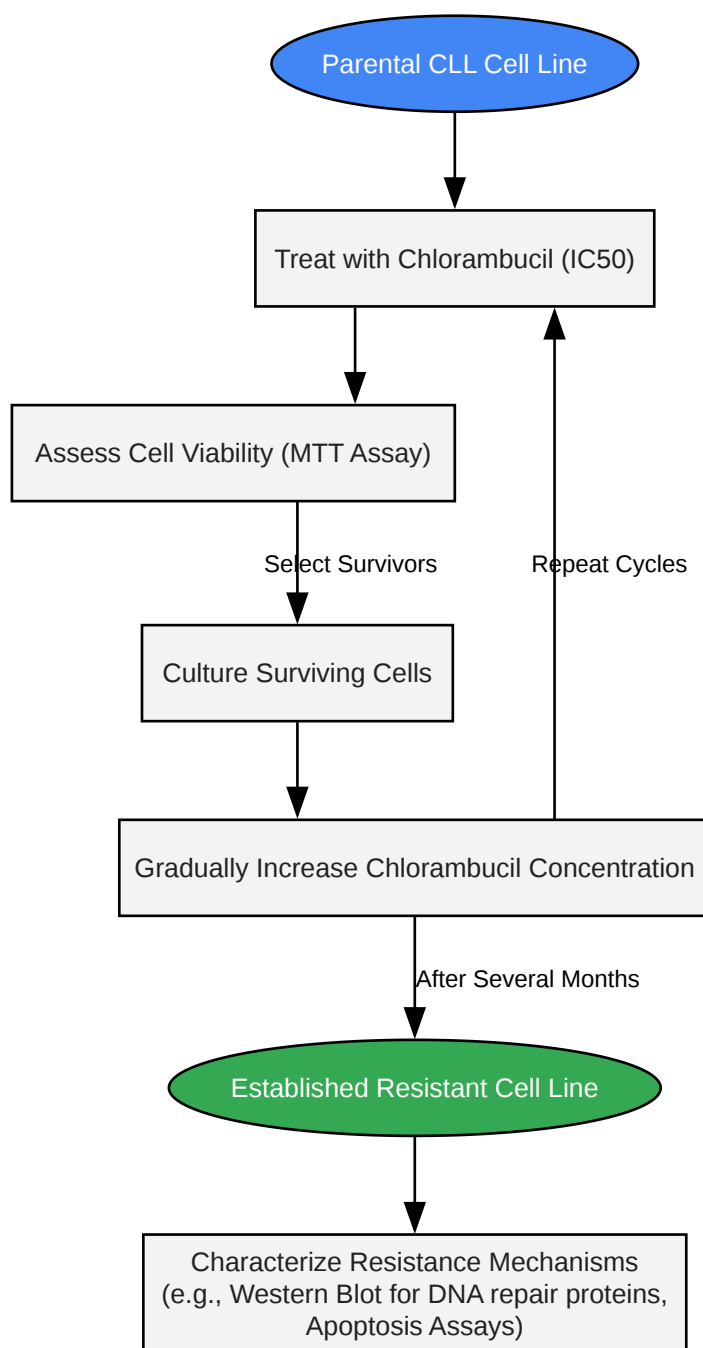 Parental CLL Cell Line
Treat with Chlorambucil (IC50)
Assess Cell Viability (MTT Assay)
Select Survivors
Repeat Cycles
Culture Surviving Cells
Gradually Increase Chlorambucil Concentration
After Several Months
Established Resistant Cell Line
Characterize Resistance Mechanisms
(e.g., Western Blot for DNA repair proteins,
Apoptosis Assays)